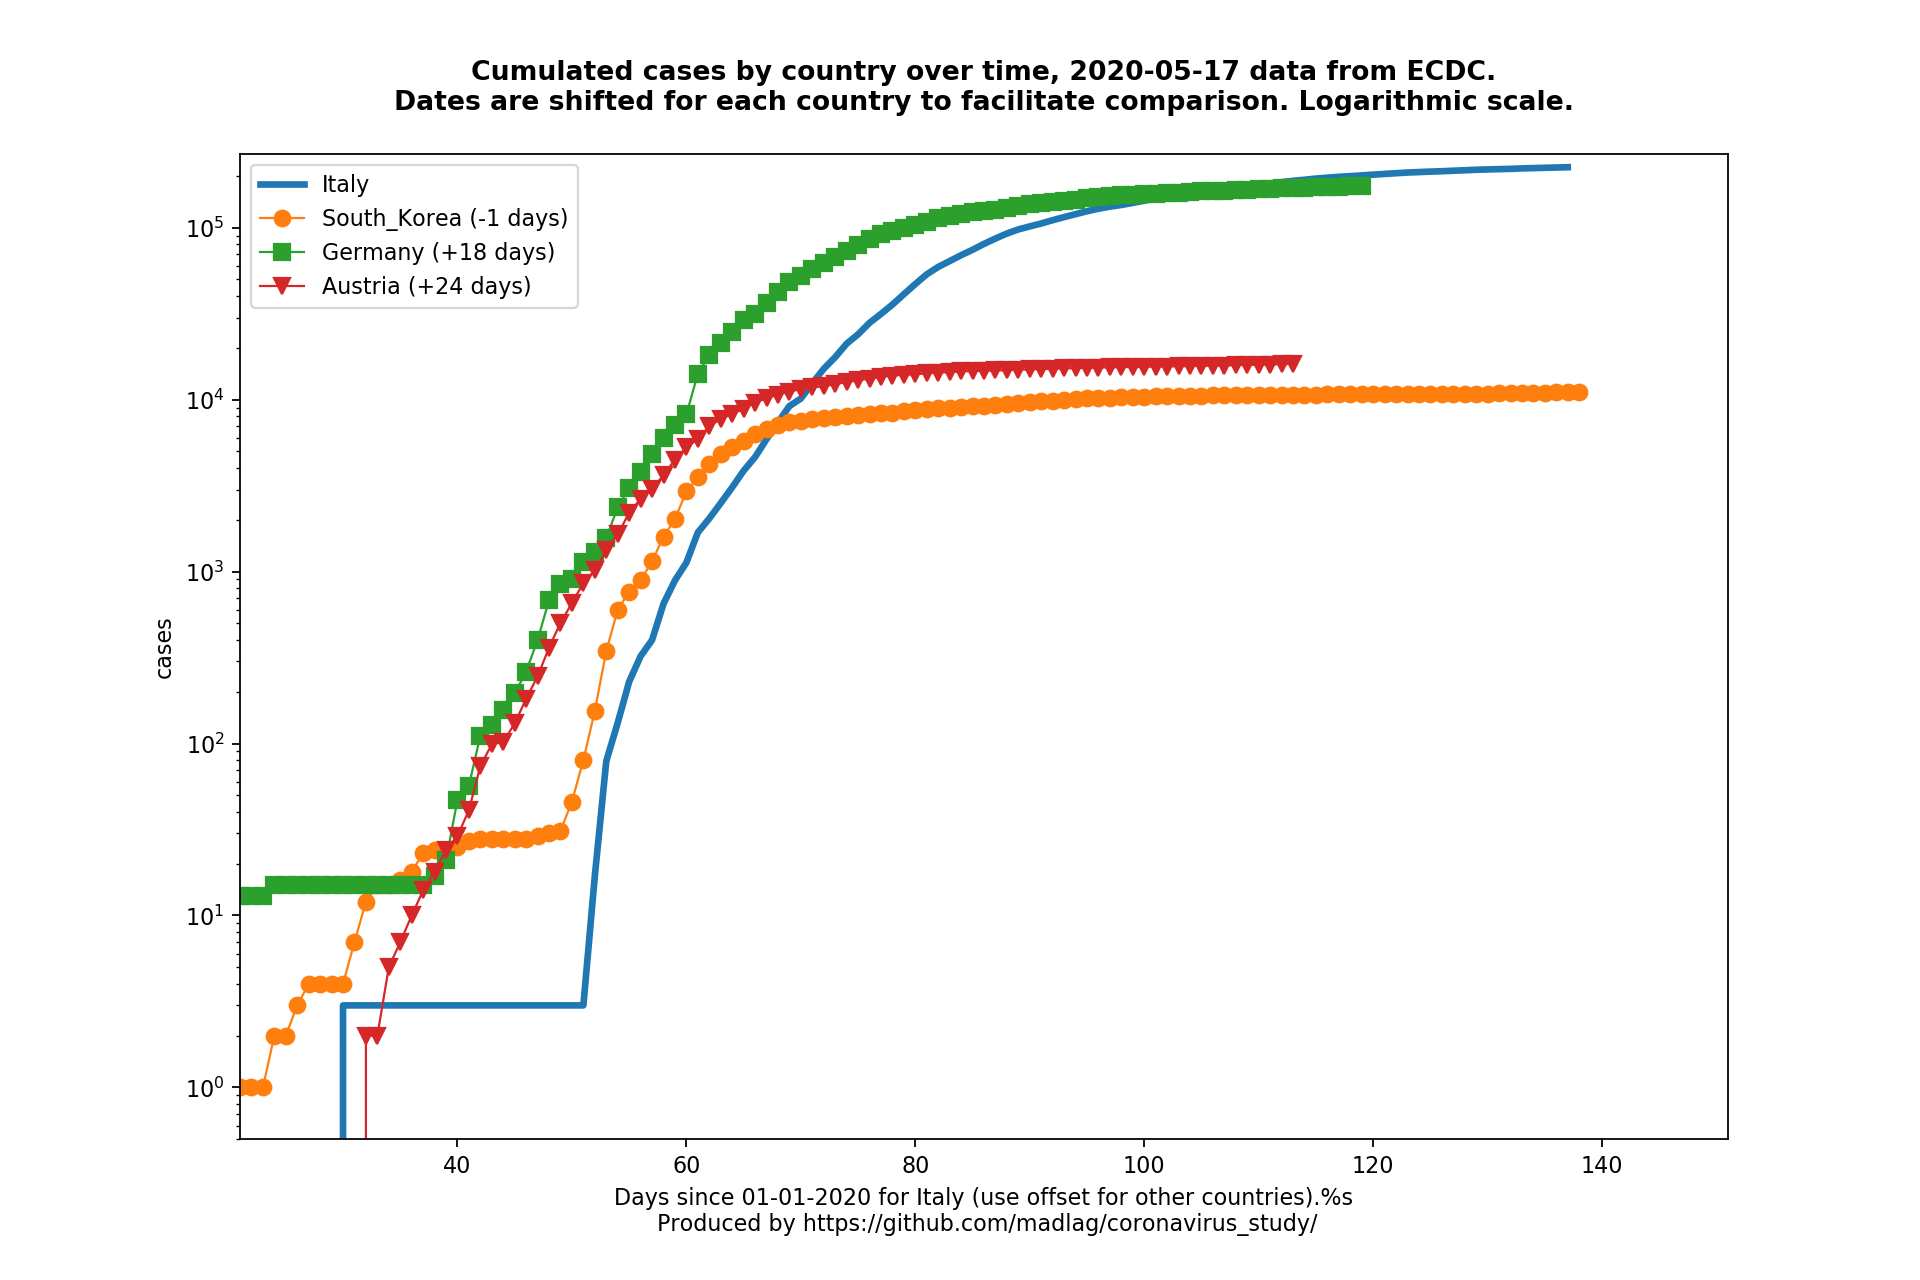 Cumulated cases by country over time, 2020-05-17 data from ECDC.
Dates are shifted for each country to facilitate comparison. Logarithmic scale.
Italy
South_Korea (-1 days)
Germany (+18 days)
Austria (+24 days)
10^5
10^4
10^3
10^2
10^1
10^0
cases
40 60 80 100 120 140
Days since 01-01-2020 for Italy (use offset for other countries).%s
Produced by https://github.com/madlag/coronavirus_study/